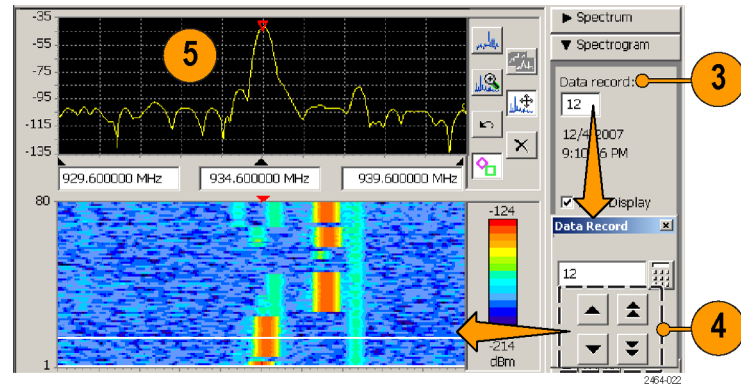 -35
-55
-75
-95
-115
-135
5
929.600000 MHz
934.600000 MHz
939.600000 MHz
80
1
-124
-214
dBm
Spectrum
Spectrogram
Data record:
12
3
12/4/2007
PM
Display
Data Record
12
4
2464-022